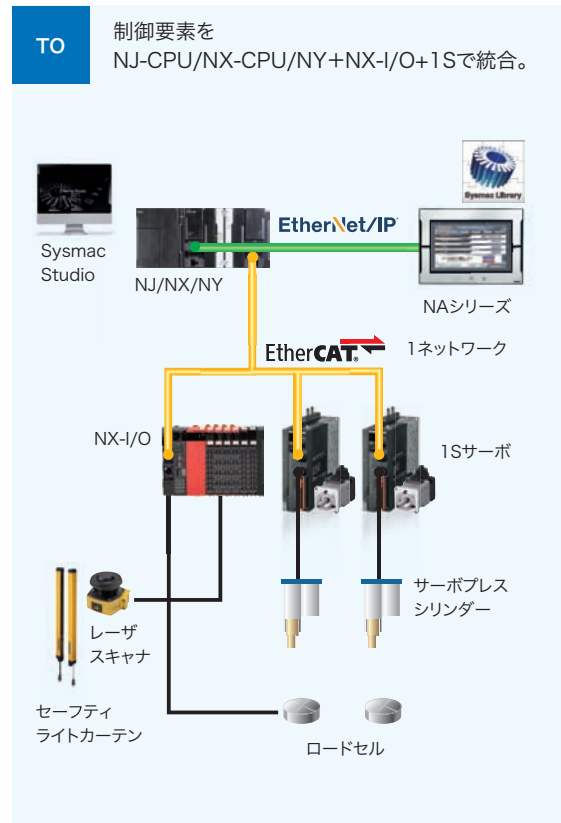 TO
制御要素を
NJ-CPU/NX-CPU/NY＋NX-I/O+1Sで統合。
Sysmac Library
EtherNet/IP
Sysmac
Studio
NJ/NX/NY
NAシリーズ
EtherCAT®
1ネットワーク
NX-I/O
1Sサーボ
サーボプレス
シリンダー
レーザ
スキャナ
セーフティ
ライトカーテン
ロードセル